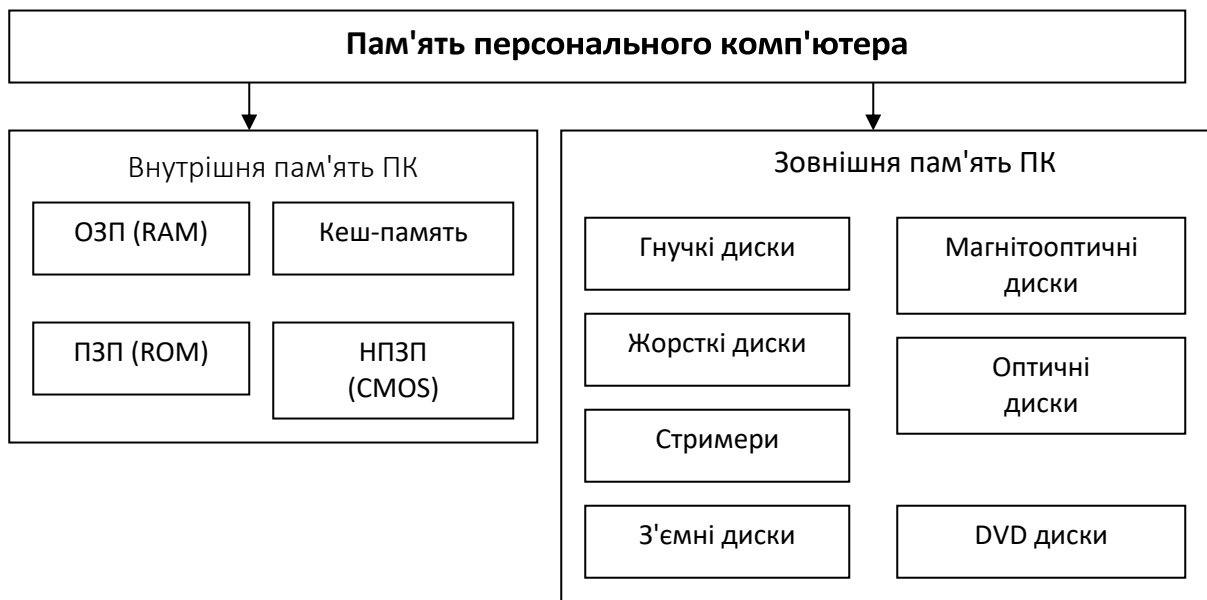 Пам'ять персонального комп'ютера
Внутрішня пам'ять ПК
ОЗП (RAM)
Кеш-память
ПЗП (ROM)
НПЗП
(CMOS)
Зовнішня пам'ять ПК
Гнучкі диски
Магнітооптичні
диски
Жорсткі диски
Оптичні
диски
Стримери
З'ємні диски
DVD диски